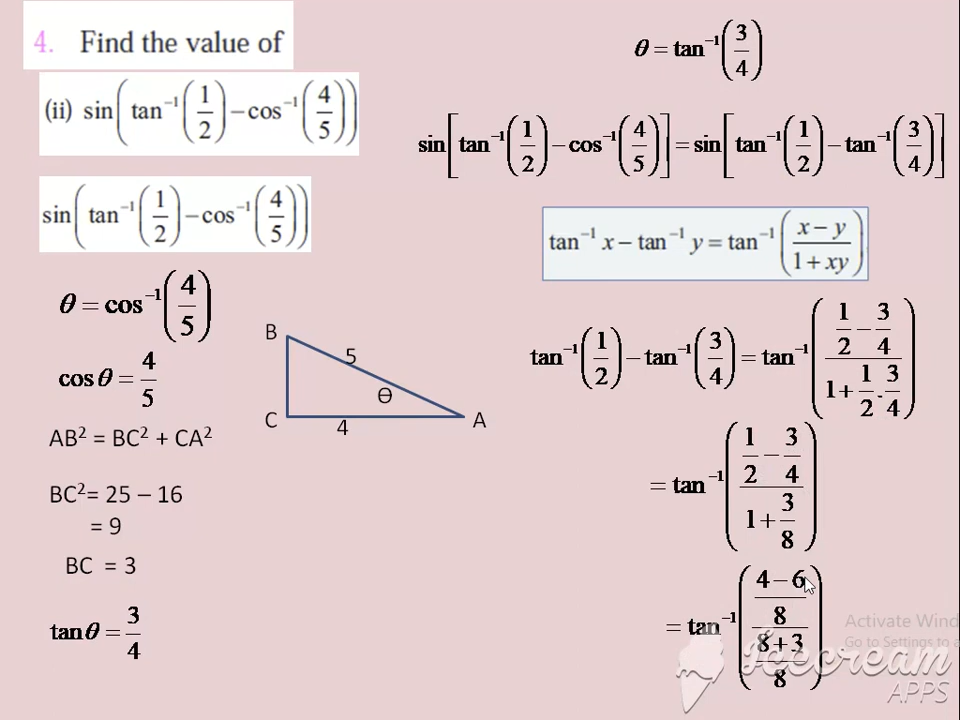 4. Find the value of
(ii) sin(tan⁻¹(1/2) − cos⁻¹(4/5))
sin(tan⁻¹(1/2) − cos⁻¹(4/5))
θ = cos⁻¹(4/5)
cos θ = 4/5
AB² = BC² + CA²
BC² = 25 – 16
= 9
BC = 3
tan θ = 3/4
B
5
Θ
C
4
A
θ = tan⁻¹(3/4)
sin[tan⁻¹(1/2) − cos⁻¹(4/5)] = sin[tan⁻¹(1/2) − tan⁻¹(3/4)]
tan⁻¹ x − tan⁻¹ y = tan⁻¹((x − y)/(1 + xy))
tan⁻¹(1/2) − tan⁻¹(3/4) = tan⁻¹((1/2 − 3/4)/(1 + 1/2 . 3/4))
= tan⁻¹((1/2 − 3/4)/(1 + 3/8))
= tan⁻¹(((4 − 6)/8)/((8 + 3)/8))
Activate Wind
Go to Settings to a
Icecream
APPS